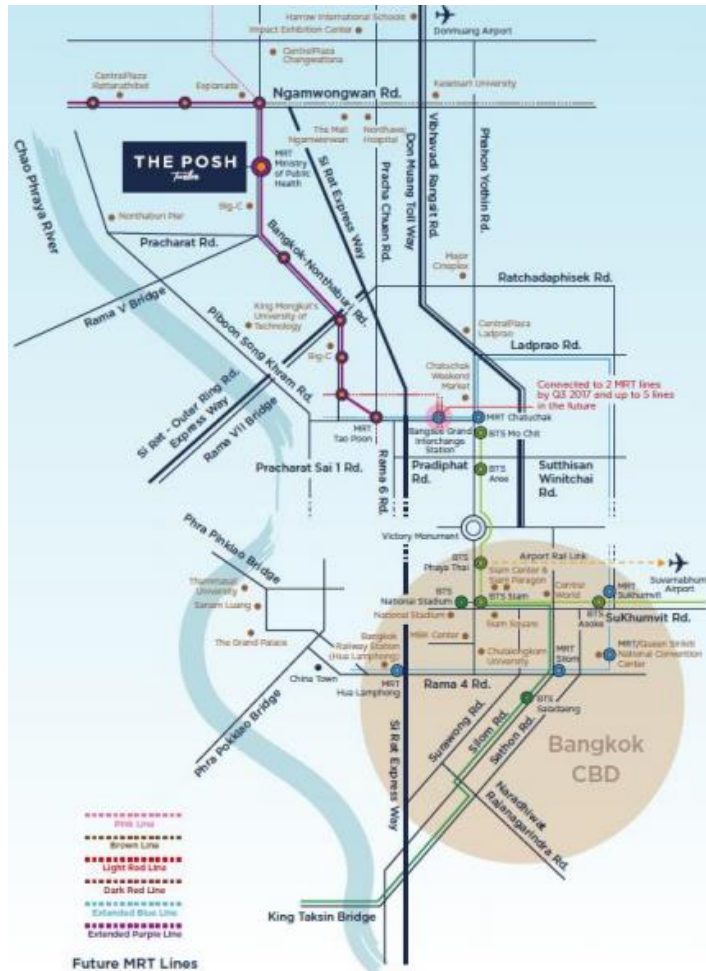 Harrow International Schools
Impact Exhibition Center
Donmuang Airport
CentralPlaza
Changwattana
CentralPlaza
Rattanathibet
Esplanade
Ngamwongwan Rd.
Kasetsart University
The Mall
Ngamwongwan
Nonthavej
Hospital
THE POSH
Twelve
MRT
Ministry
of Public
Health
Chao Phraya River
Si Rat Express Way
Pracha Chuen Rd.
Don Muang Toll Way
Vibhavadi Rangsit Rd.
Phahon Yothin Rd.
Big-C
Nonthaburi Pier
Pracharat Rd.
Bangkok-Nonthaburi Rd.
Major
Cineplex
Ratchadaphisek Rd.
Rama V Bridge
Piboon Song Khram Rd.
King Mongkut's
University of
Technology
CentralPlaza
Ladprao
Ladprao Rd.
Big-C
Chatuchak
Weekend
Market
Connected to 2 MRT lines
by Q3 2017 and up to 5 lines
in the future
Si Rat - Outer Ring Rd.
Express Way
Rama VII Bridge
MRT
Tao Poon
MRT Chatuchak
Bangsue Grand
Interchange
Station
BTS Mo Chit
Pracharat Sai 1 Rd.
Rama 6 Rd.
Pradiphat
Rd.
BTS
Aree
Sutthisan
Winitchai
Rd.
Phra Pinklao Bridge
Victory Monument
BTS
Phaya Thai
Airport Rail Link
Suvarnabhumi
Airport
Thammasat
University
Sanam Luang
The Grand Palace
Siam Center &
Siam Paragon
Central
World
MRT
Sukhumvit
BTS
National Stadium
BTS Siam
BTS
Asoke
SuKhumvit Rd.
National Stadium
Siam Square
MBK Center
Bangkok
Railway Station
(Hua Lamphong)
Chulalongkorn
University
MRT
Silom
MRT/Queen Sirikit
National Convention
Center
China Town
MRT
Hua Lamphong
Rama 4 Rd.
Phra Pokklao Bridge
Si Rat Express Way
Surawong Rd.
Silom Rd.
Sathon Rd.
BTS
Saladaeng
Bangkok
CBD
Naradhiwat
Rajanagarindra Rd.
Pink Line
Brown Line
Light Red Line
Dark Red Line
Extended Blue Line
Extended Purple Line
King Taksin Bridge
Future MRT Lines